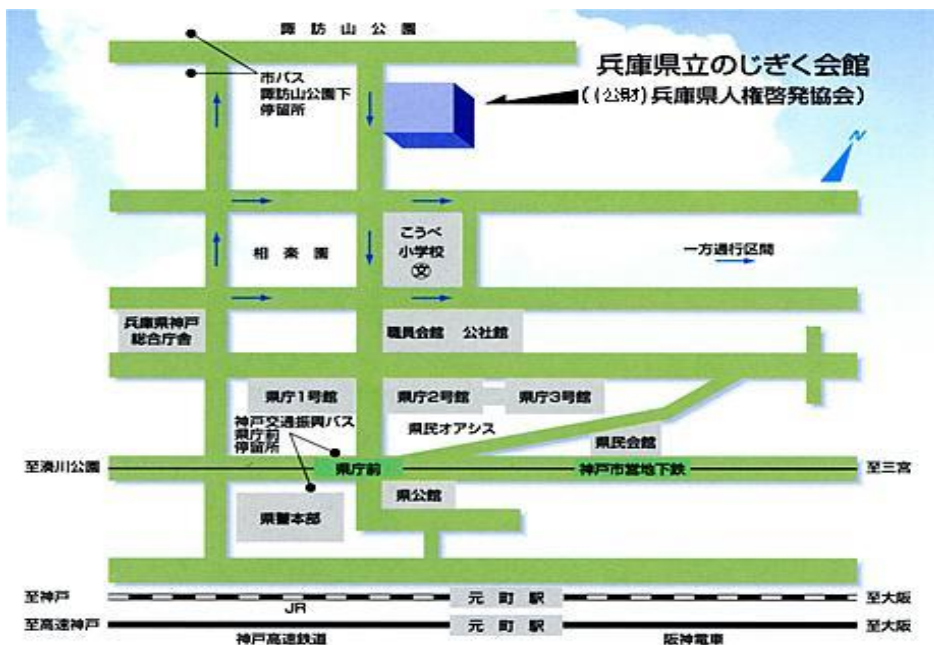 諏訪山公園
市バス
諏訪山公園下
停留所
兵庫県立のじぎく会館
(（公財）兵庫県人権啓発協会)
N
相楽園
こうべ
小学校
文
一方通行区間
兵庫県神戸
総合庁舎
職員会館 公社館
県庁1号館
県庁2号館
県庁3号館
神戸交通振興バス
県庁前
停留所
県民オアシス
県民会館
至湊川公園
県庁前
神戸市営地下鉄
至三宮
県公館
県警本部
至神戸
JR
元町駅
至大阪
至高速神戸
神戸高速鉄道
元町駅
阪神電車
至大阪